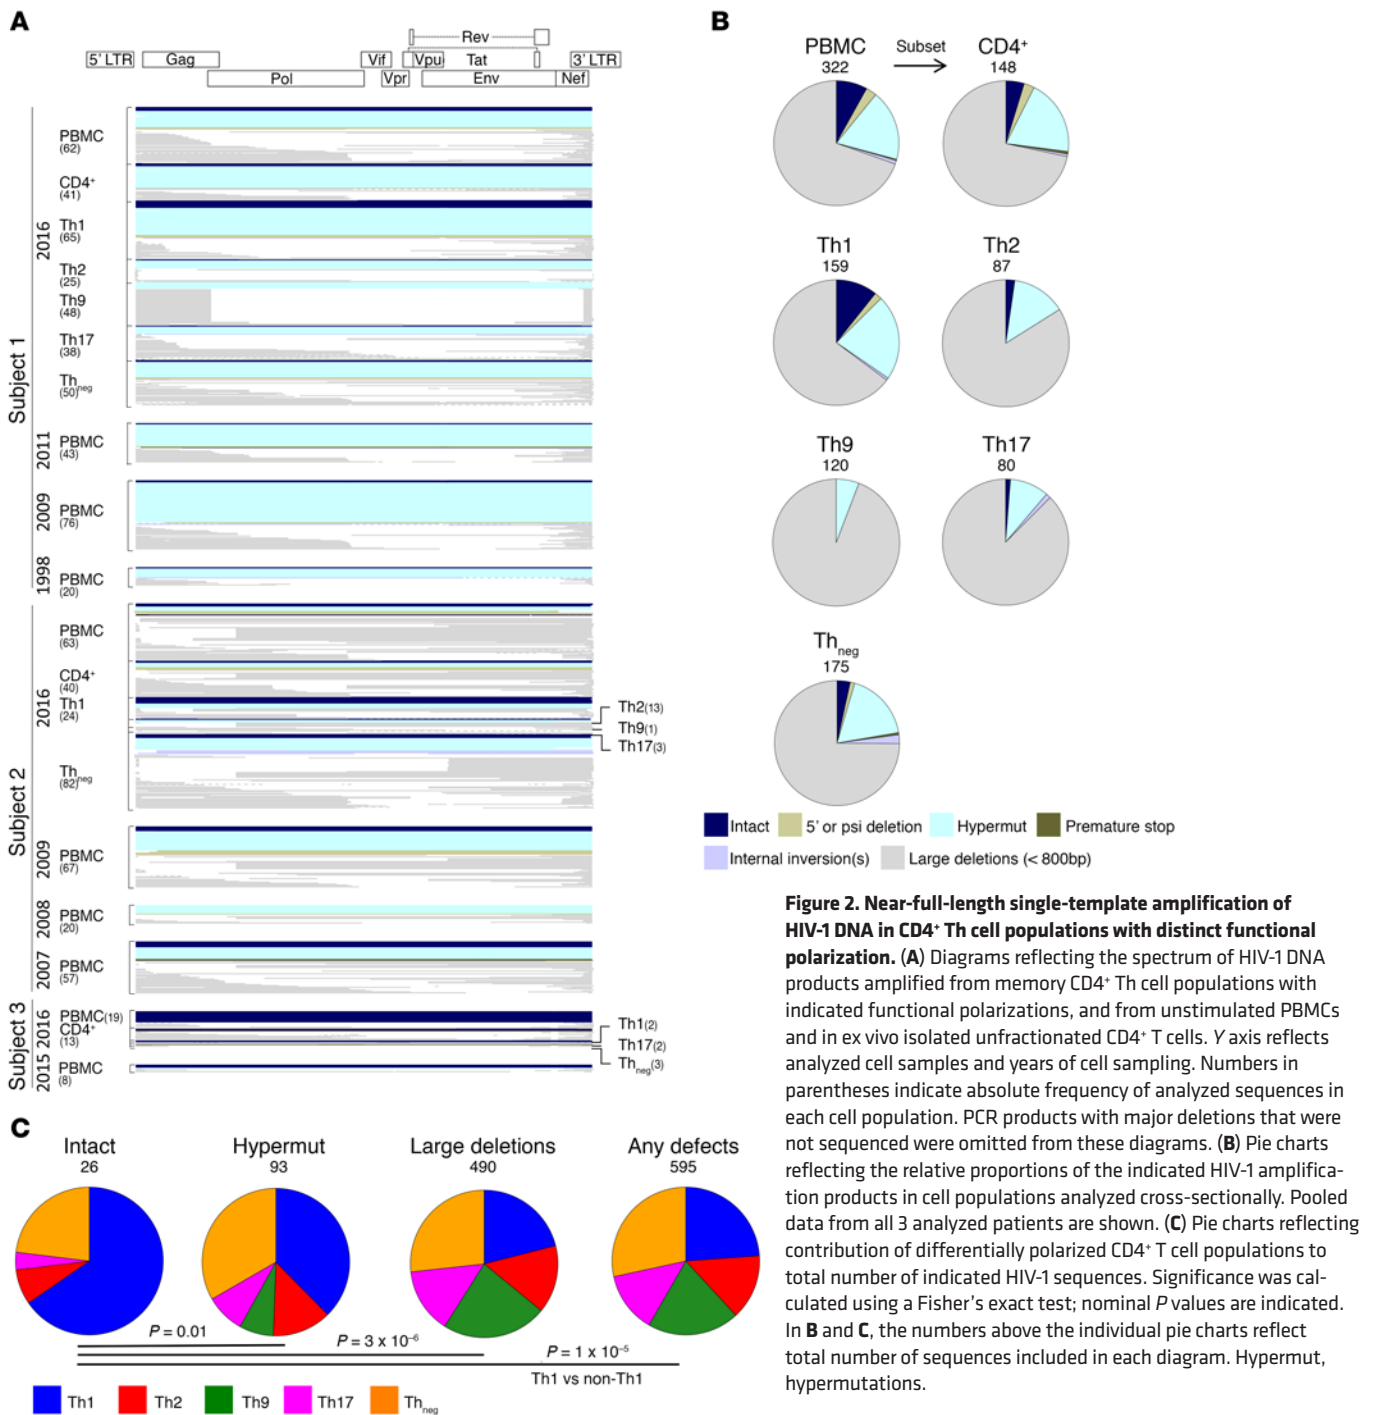 A
Rev
5' LTR
Gag
Vif
Vpu
Tat
3' LTR
Pol
Vpr
Env
Nef
Subject 1
2016
PBMC
(62)
CD4+
(41)
Th1
(65)
Th2
(25)
Th9
(48)
Th17
(38)
Thneg
(50)
2011
PBMC
(43)
2009
PBMC
(76)
1998
PBMC
(20)
Subject 2
2016
PBMC
(63)
CD4+
(40)
Th1
(24)
Th2(13)
Th9(1)
Th17(3)
Thneg
(82)
2009
PBMC
(67)
2008
PBMC
(20)
2007
PBMC
(57)
Subject 3
2016
PBMC(19)
CD4+
(13)
Th1(2)
Th17(2)
Thneg(3)
2015
PBMC
(8)
B
PBMC
322
Subset
CD4+
148
Th1
159
Th2
87
Th9
120
Th17
80
Thneg
175
Intact
5' or psi deletion
Hypermut
Premature stop
Internal inversion(s)
Large deletions (< 800bp)
C
Intact
26
Hypermut
93
Large deletions
490
Any defects
595
P = 0.01
P = 3 x 10⁻⁶
P = 1 x 10⁻⁵
Th1 vs non-Th1
Th1
Th2
Th9
Th17
Thneg
Figure 2. Near-full-length single-template amplification of
HIV-1 DNA in CD4+ Th cell populations with distinct functional
polarization. (A) Diagrams reflecting the spectrum of HIV-1 DNA
products amplified from memory CD4+ Th cell populations with
indicated functional polarizations, and from unstimulated PBMCs
and in ex vivo isolated unfractionated CD4+ T cells. Y axis reflects
analyzed cell samples and years of cell sampling. Numbers in
parentheses indicate absolute frequency of analyzed sequences in
each cell population. PCR products with major deletions that were
not sequenced were omitted from these diagrams. (B) Pie charts
reflecting the relative proportions of the indicated HIV-1 amplifica-
tion products in cell populations analyzed cross-sectionally. Pooled
data from all 3 analyzed patients are shown. (C) Pie charts reflecting
contribution of differentially polarized CD4+ T cell populations to
total number of indicated HIV-1 sequences. Significance was cal-
culated using a Fisher's exact test; nominal P values are indicated.
In B and C, the numbers above the individual pie charts reflect
total number of sequences included in each diagram. Hypermut,
hypermutations.